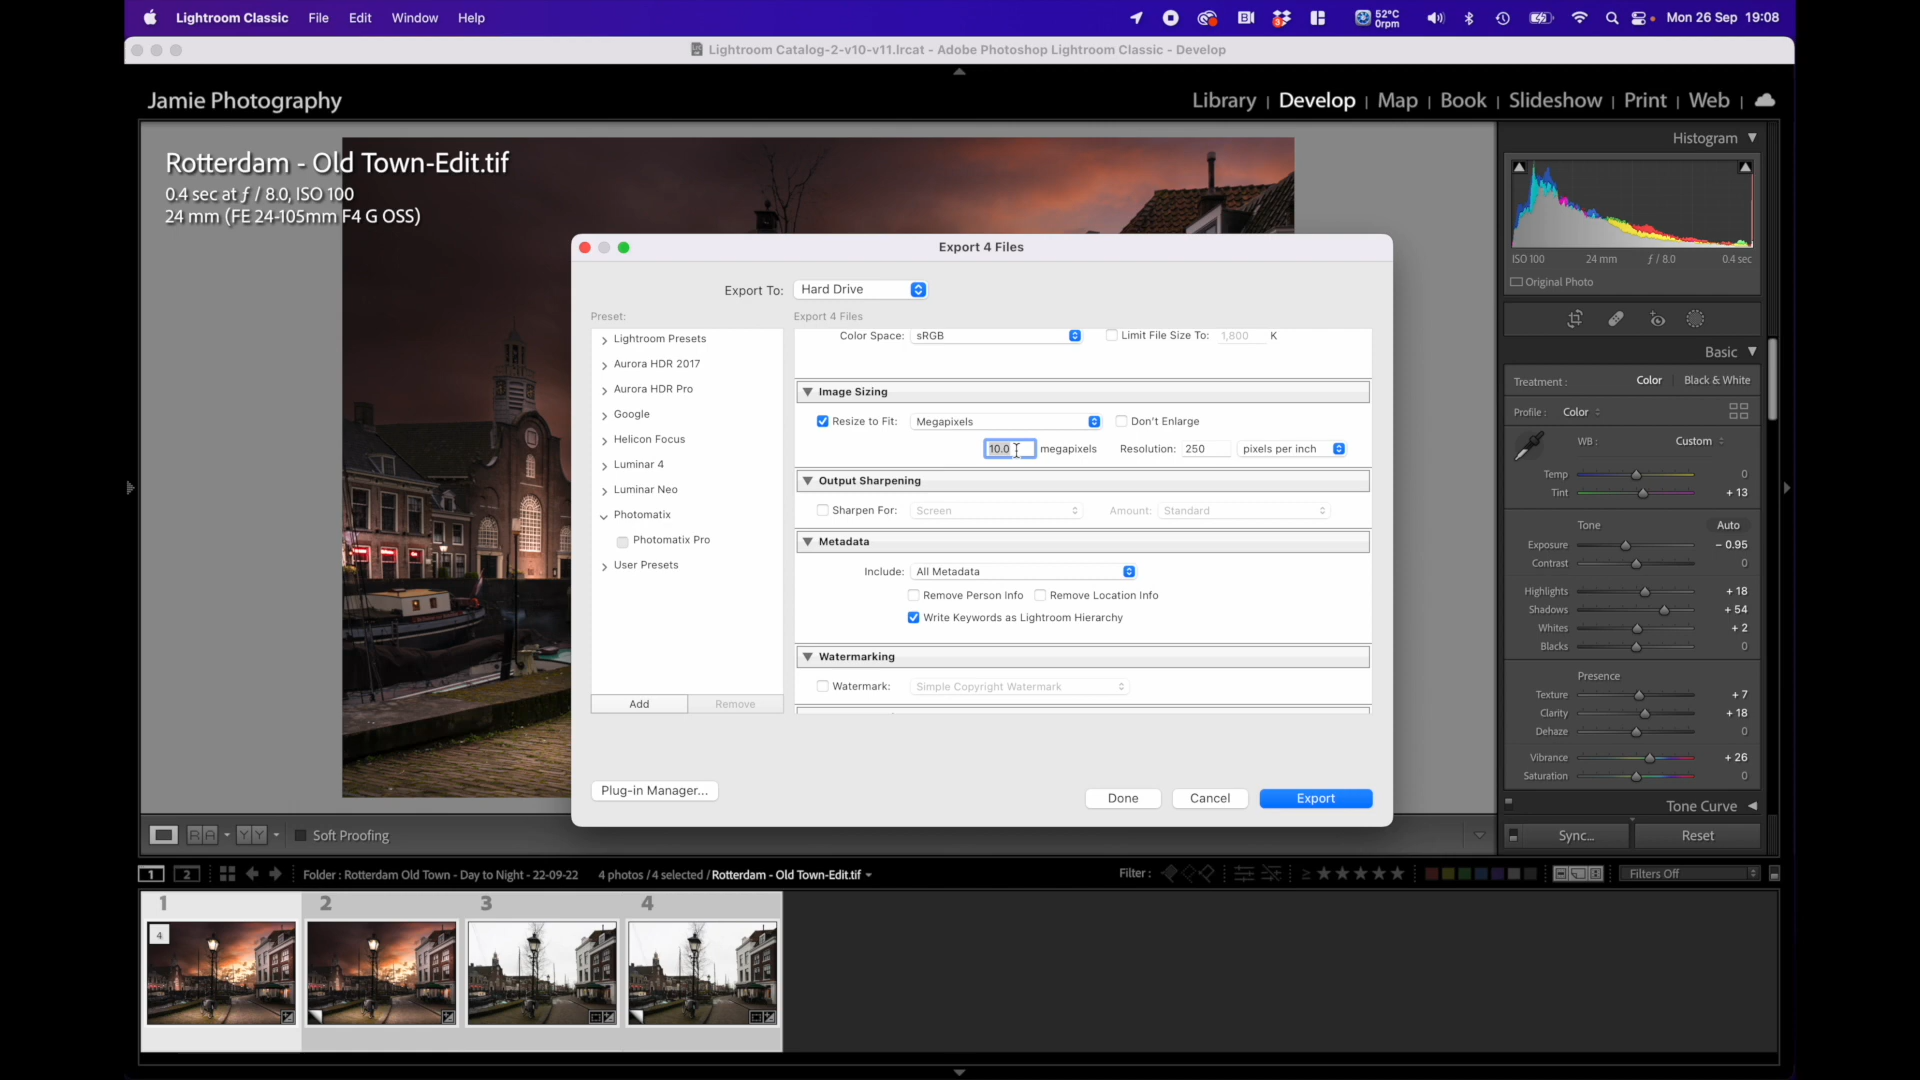 Lightroom Classic File Edit Window Help 52°C 0rpm Mon 26 Sep 19:08
Lightroom Catalog-2-v10-v11.lrcat - Adobe Photoshop Lightroom Classic - Develop
Jamie Photography
Library | Develop | Map | Book | Slideshow | Print | Web |
Rotterdam - Old Town-Edit.tif
0.4 sec at ƒ / 8.0, ISO 100
24 mm (FE 24-105mm F4 G OSS)
Export 4 Files
Export To: Hard Drive
Preset:
Lightroom Presets
Aurora HDR 2017
Aurora HDR Pro
Google
Helicon Focus
Luminar 4
Luminar Neo
Photomatix
Photomatix Pro
User Presets
Add Remove
Plug-in Manager...
Export 4 Files
Color Space: sRGB Limit File Size To: 1,800 K
Image Sizing
Resize to Fit: Megapixels Don't Enlarge
10.0 megapixels Resolution: 250 pixels per inch
Output Sharpening
Sharpen For: Screen Amount: Standard
Metadata
Include: All Metadata
Remove Person Info Remove Location Info
Write Keywords as Lightroom Hierarchy
Watermarking
Watermark: Simple Copyright Watermark
Done Cancel Export
Histogram
ISO 100 24 mm ƒ / 8.0 0.4 sec
Original Photo
Basic
Treatment : Color Black & White
Profile : Color
WB : Custom
Temp 0
Tint + 13
Tone Auto
Exposure – 0.95
Contrast 0
Highlights + 18
Shadows + 54
Whites + 2
Blacks 0
Presence
Texture + 7
Clarity + 18
Dehaze 0
Vibrance + 26
Saturation 0
Tone Curve
Sync... Reset
R A Y Y Soft Proofing
1 2 Folder : Rotterdam Old Town - Day to Night - 22-09-22 4 photos / 4 selected / Rotterdam - Old Town-Edit.tif Filter : ≥ ★★★★★ Filters Off
1 2 3 4
4